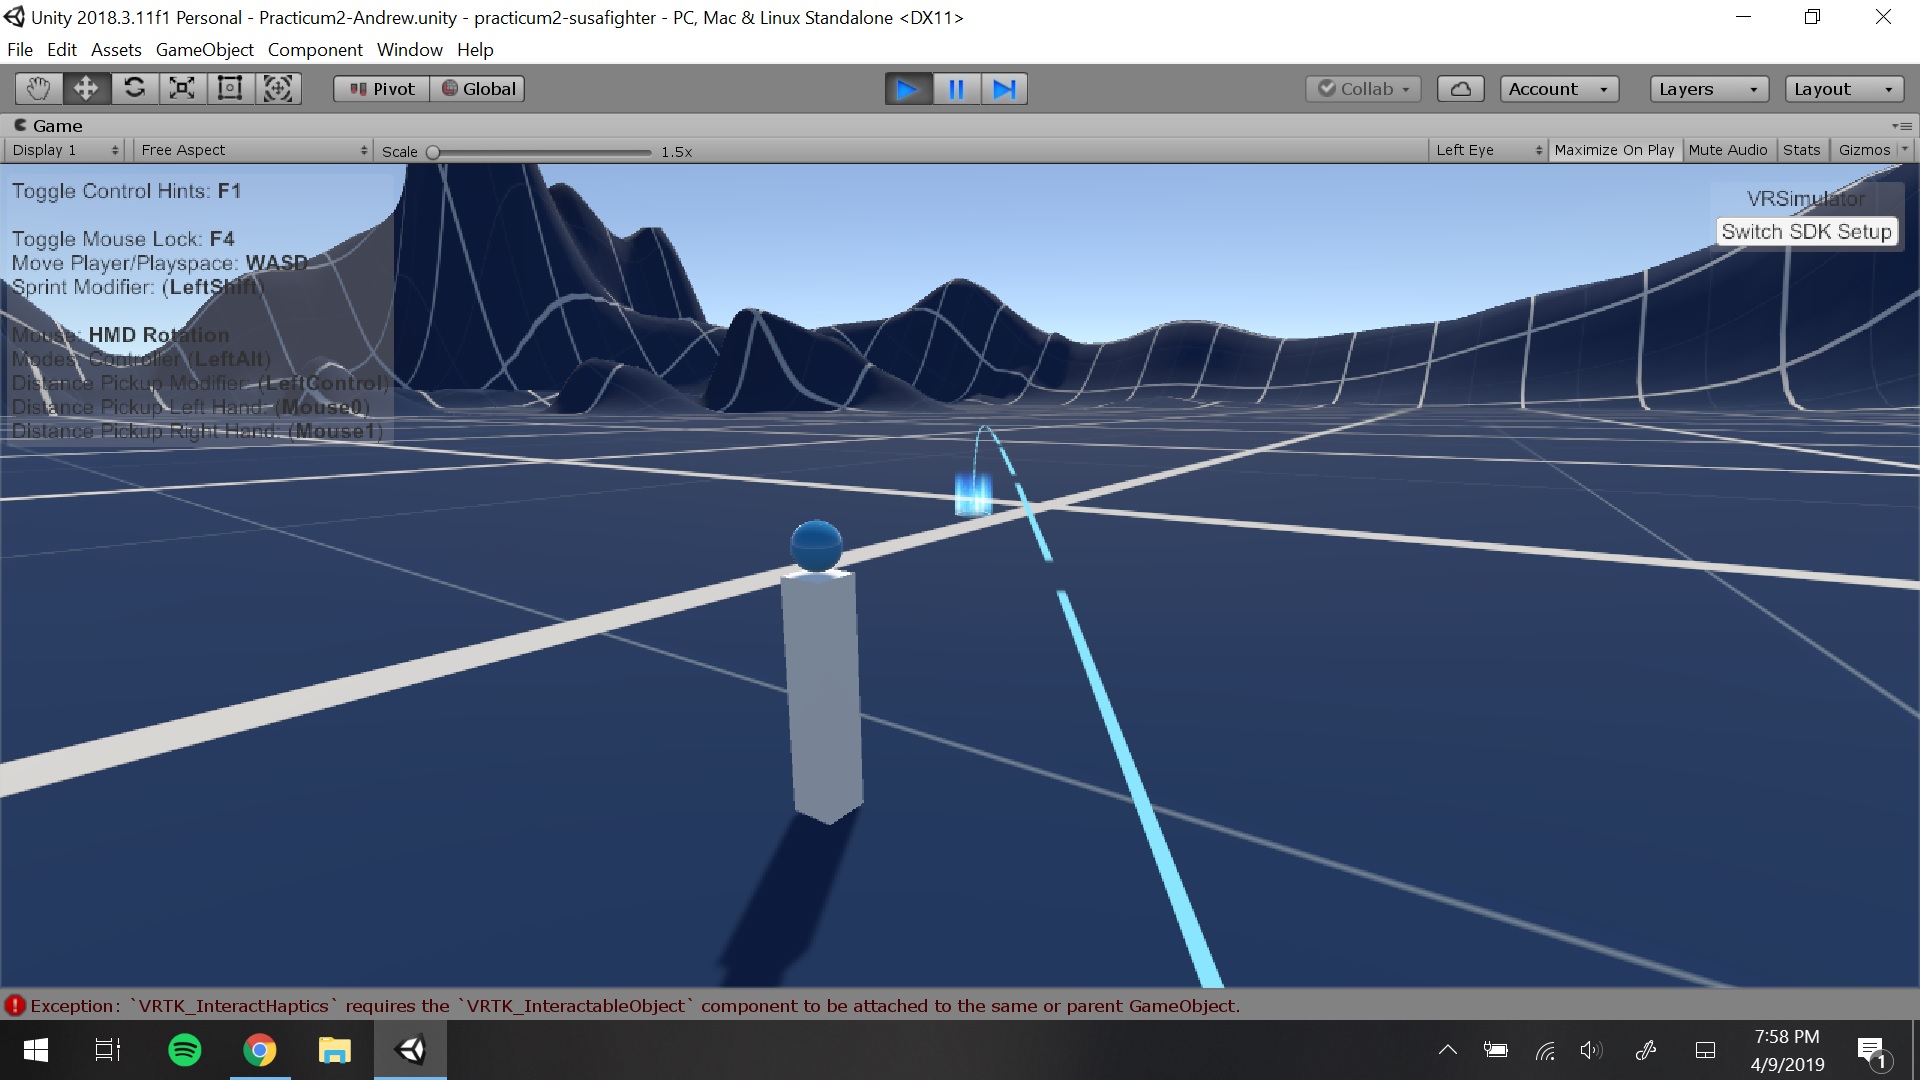 Unity 2018.3.11f1 Personal - Practicum2-Andrew.unity - practicum2-susafighter - PC, Mac & Linux Standalone <DX11>
File Edit Assets GameObject Component Window Help
Pivot Global Collab Account Layers Layout
Game
Display 1 Free Aspect Scale 1.5x Left Eye Maximize On Play Mute Audio Stats Gizmos
Toggle Control Hints: F1
VRSimulator
Switch SDK Setup
Toggle Mouse Lock: F4
Move Player/Playspace: WASD
Sprint Modifier: (LeftShift)
Mouse: HMD Rotation
Modes: Controller (LeftAlt)
Distance Pickup Modifier: (LeftControl)
Distance Pickup Left Hand: (Mouse0)
Distance Pickup Right Hand: (Mouse1)
Exception: `VRTK_InteractHaptics` requires the `VRTK_InteractableObject` component to be attached to the same or parent GameObject.
7:58 PM
4/9/2019
1